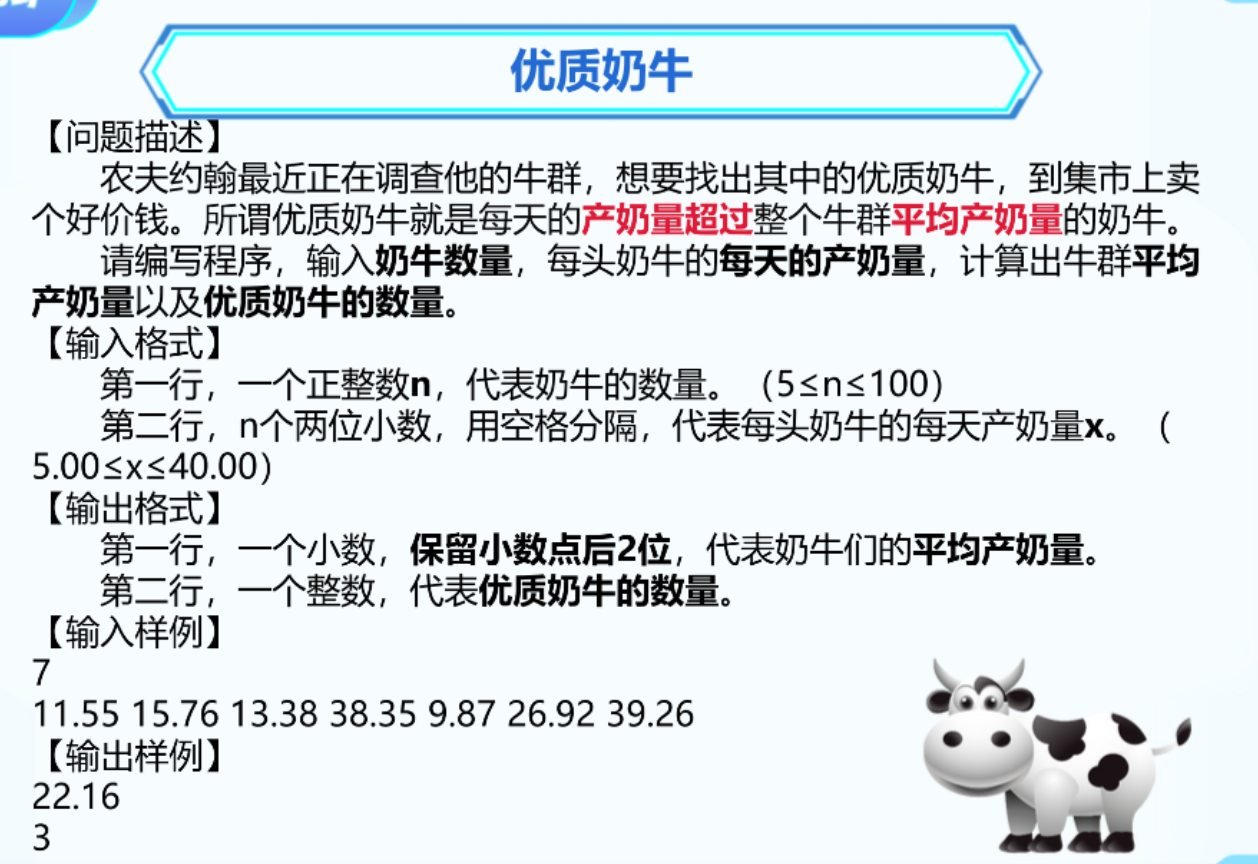 优质奶牛
【问题描述】
农夫约翰最近正在调查他的牛群，想要找出其中的优质奶牛，到集市上卖
个好价钱。所谓优质奶牛就是每天的产奶量超过整个牛群平均产奶量的奶牛。
请编写程序，输入奶牛数量，每头奶牛的每天的产奶量，计算出牛群平均
产奶量以及优质奶牛的数量。
【输入格式】
第一行，一个正整数n，代表奶牛的数量。（5≤n≤100）
第二行，n个两位小数，用空格分隔，代表每头奶牛的每天产奶量x。（
5.00≤x≤40.00）
【输出格式】
第一行，一个小数，保留小数点后2位，代表奶牛们的平均产奶量。
第二行，一个整数，代表优质奶牛的数量。
【输入样例】
7
11.55 15.76 13.38 38.35 9.87 26.92 39.26
【输出样例】
22.16
3